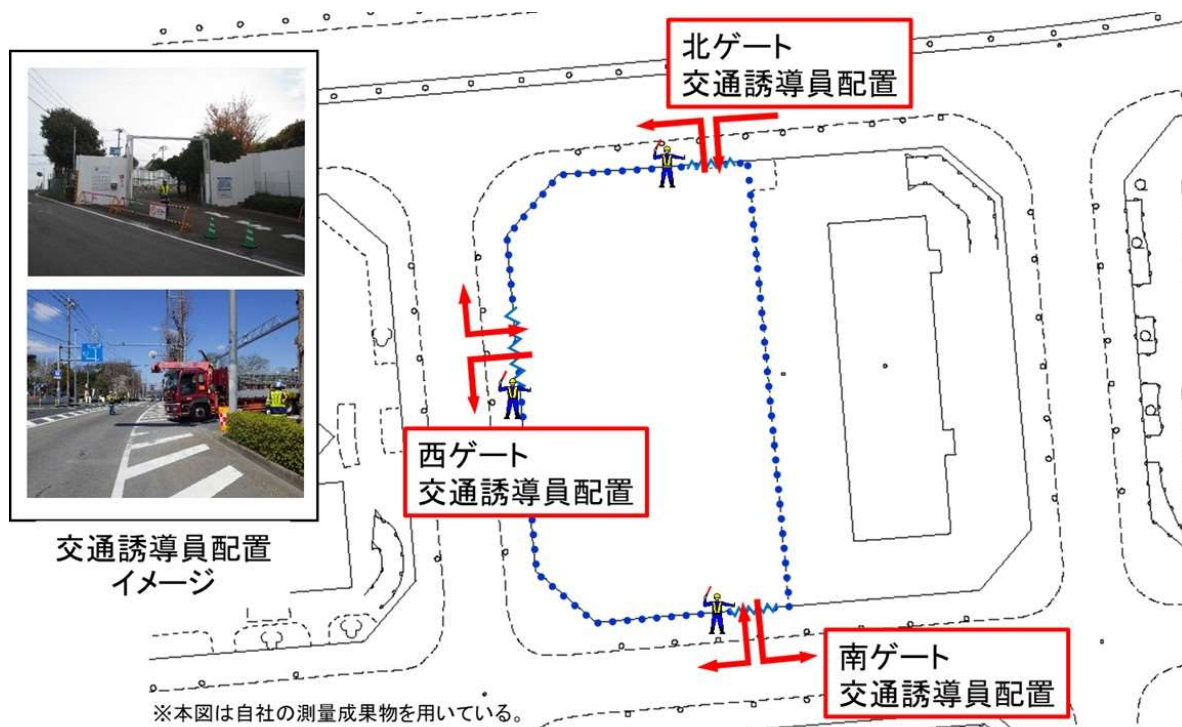 北ゲート
交通誘導員配置
西ゲート
交通誘導員配置
交通誘導員配置
イメージ
南ゲート
交通誘導員配置
※本図は自社の測量成果物を用いている。